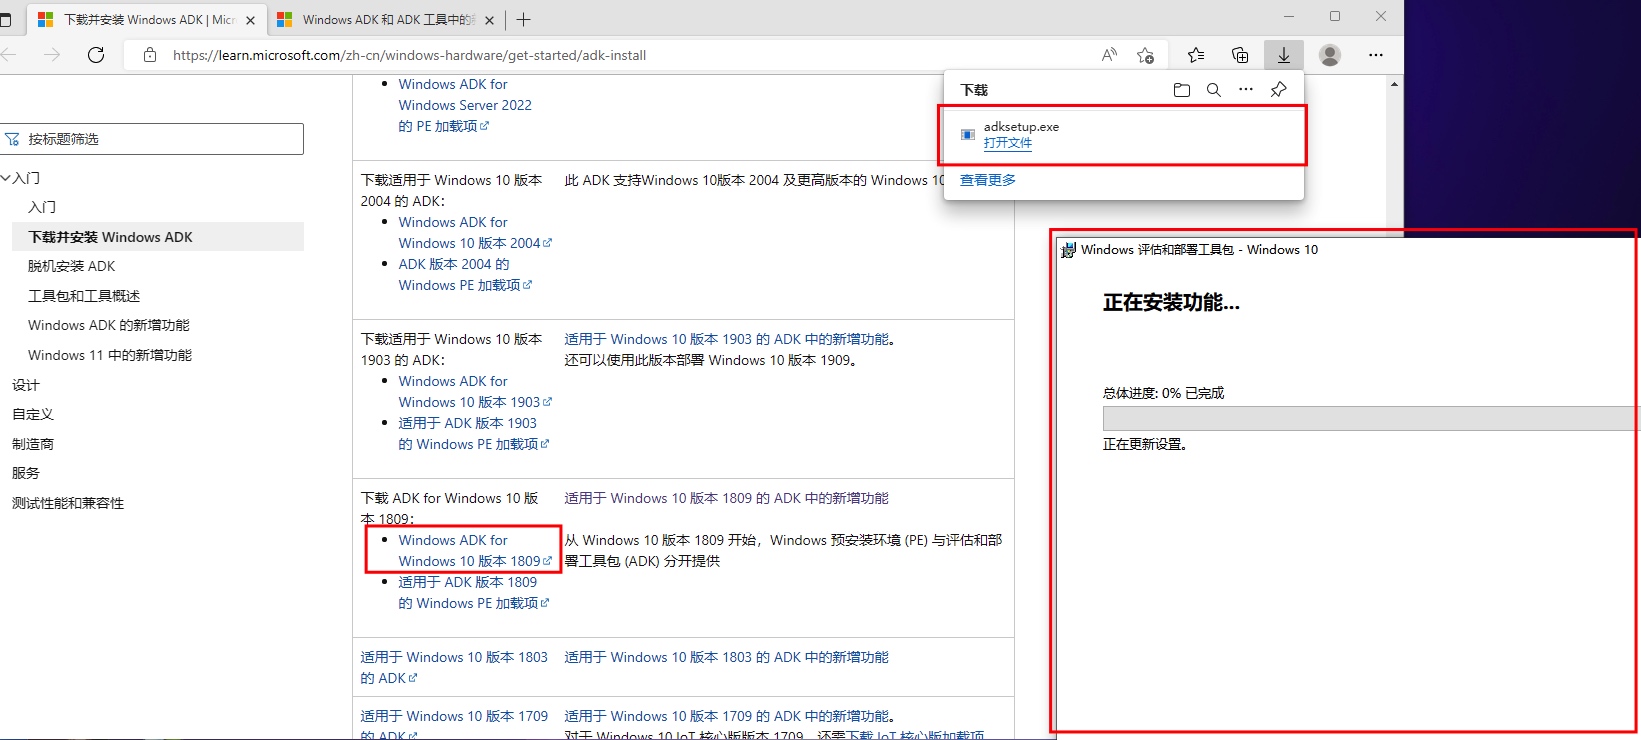 下载并安装 Windows ADK | Micr
Windows ADK 和 ADK 工具中的
https://learn.microsoft.com/zh-cn/windows-hardware/get-started/adk-install
按标题筛选
入门
入门
下载并安装 Windows ADK
脱机安装 ADK
工具包和工具概述
Windows ADK 的新增功能
Windows 11 中的新增功能
设计
自定义
制造商
服务
测试性能和兼容性
Windows ADK for
Windows Server 2022
的 PE 加载项
下载适用于 Windows 10 版本
2004 的 ADK:
Windows ADK for
Windows 10 版本 2004
ADK 版本 2004 的
Windows PE 加载项
此 ADK 支持Windows 10版本 2004 及更高版本的 Windows 10
下载适用于 Windows 10 版本
1903 的 ADK:
Windows ADK for
Windows 10 版本 1903
适用于 ADK 版本 1903
的 Windows PE 加载项
适用于 Windows 10 版本 1903 的 ADK 中的新增功能。
还可以使用此版本部署 Windows 10 版本 1909。
下载 ADK for Windows 10 版
本 1809:
Windows ADK for
Windows 10 版本 1809
适用于 ADK 版本 1809
的 Windows PE 加载项
适用于 Windows 10 版本 1809 的 ADK 中的新增功能
从 Windows 10 版本 1809 开始，Windows 预安装环境 (PE) 与评估和部
署工具包 (ADK) 分开提供
适用于 Windows 10 版本 1803
的 ADK
适用于 Windows 10 版本 1803 的 ADK 中的新增功能
适用于 Windows 10 版本 1709
的 ADK
适用于 Windows 10 版本 1709 的 ADK 中的新增功能。
对于 Windows 10 IoT 核心版版本 1709，还需下载 IoT 核心版加载项
下载
adksetup.exe
打开文件
查看更多
Windows 评估和部署工具包 - Windows 10
正在安装功能...
总体进度: 0% 已完成
正在更新设置。